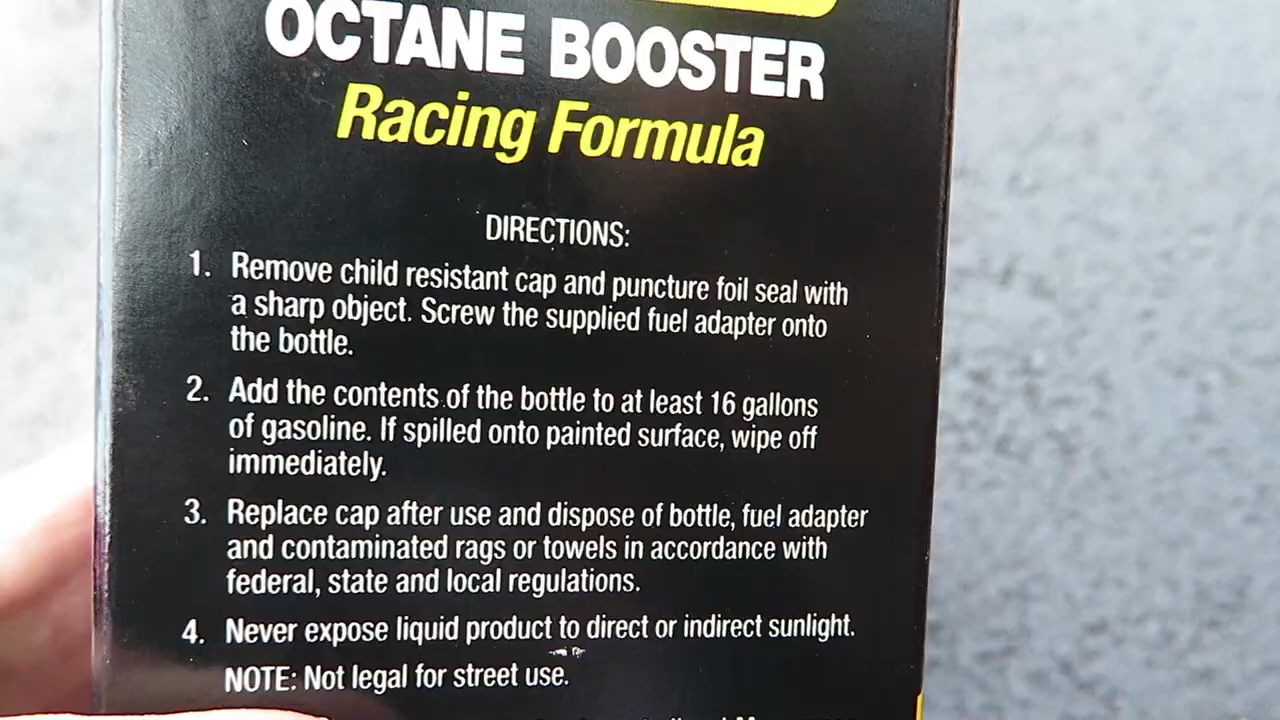 OCTANE BOOSTER
Racing Formula
DIRECTIONS:
1. Remove child resistant cap and puncture foil seal with
a sharp object. Screw the supplied fuel adapter onto
the bottle.
2. Add the contents of the bottle to at least 16 gallons
of gasoline. If spilled onto painted surface, wipe off
immediately.
3. Replace cap after use and dispose of bottle, fuel adapter
and contaminated rags or towels in accordance with
federal, state and local regulations.
4. Never expose liquid product to direct or indirect sunlight.
NOTE: Not legal for street use.